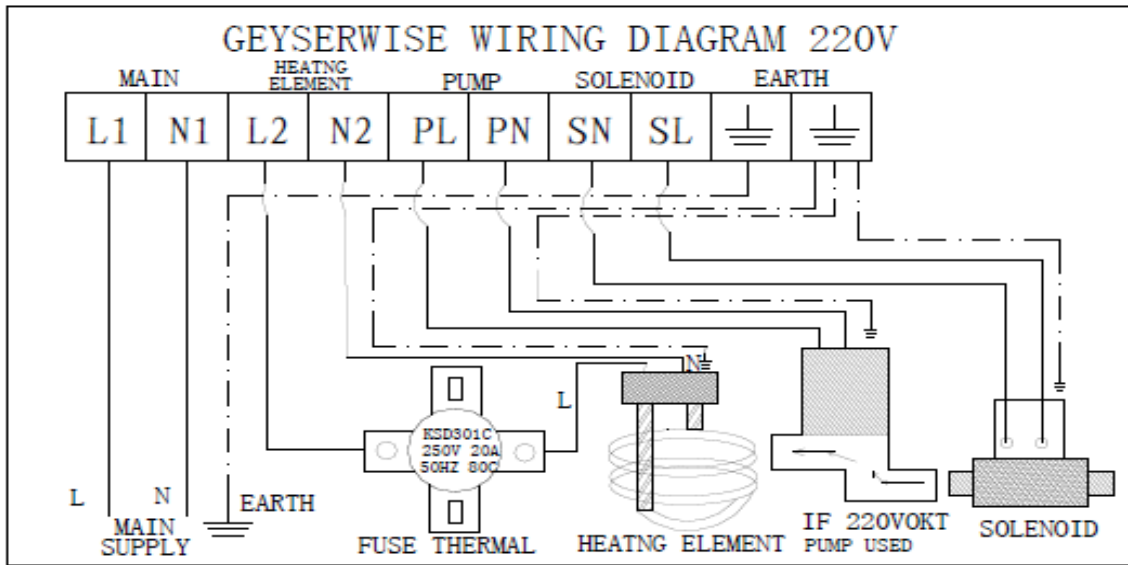 GEYSERWISE WIRING DIAGRAM 220V
MAIN
HEATNG
ELEMENT
PUMP
SOLENOID
EARTH
L1 N1 L2 N2 PL PN SN SL
N
L
KSD301C
250V 20A
50HZ 80C
L N EARTH
MAIN
SUPPLY
FUSE THERMAL
HEATNG ELEMENT
IF 220VOKT
PUMP USED
SOLENOID